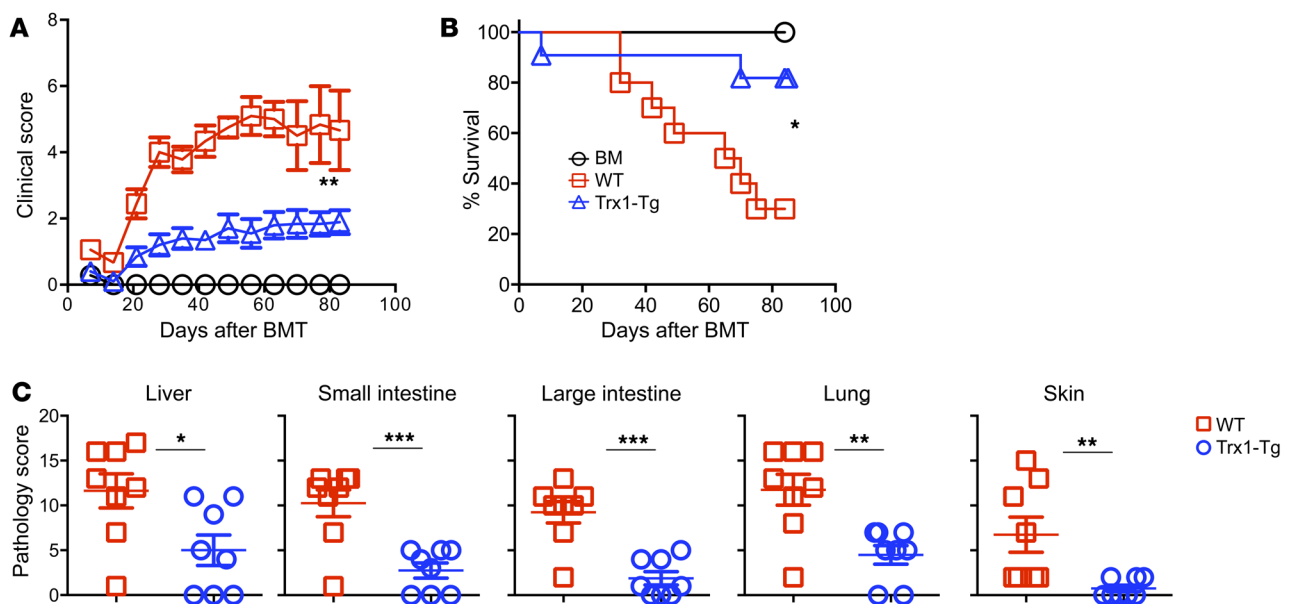 A
8
6
4
2
0
Clinical score
0 20 40 60 80 100
Days after BMT
**
B
100
80
60
40
20
0
% Survival
BM
WT
Trx1-Tg
*
0 20 40 60 80 100
Days after BMT
C
Liver Small intestine Large intestine Lung Skin
20
15
10
5
0
Pathology score
* *** *** ** **
WT
Trx1-Tg